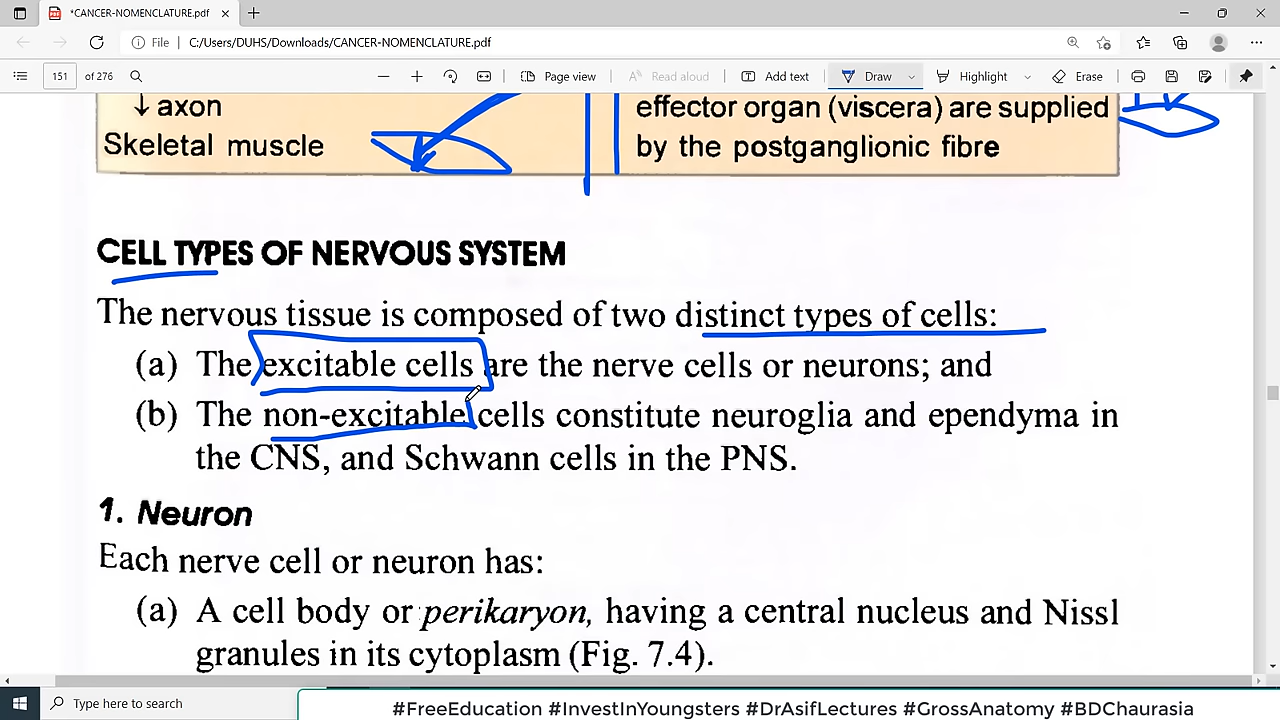 *CANCER-NOMENCLATURE.pdf
File C:/Users/DUHS/Downloads/CANCER-NOMENCLATURE.pdf
151 of 276 Page view Read aloud Add text Draw Highlight Erase
↓ axon
Skeletal muscle
effector organ (viscera) are supplied
by the postganglionic fibre
CELL TYPES OF NERVOUS SYSTEM
The nervous tissue is composed of two distinct types of cells:
(a) The excitable cells are the nerve cells or neurons; and
(b) The non-excitable cells constitute neuroglia and ependyma in
the CNS, and Schwann cells in the PNS.
1. Neuron
Each nerve cell or neuron has:
(a) A cell body or perikaryon, having a central nucleus and Nissl
granules in its cytoplasm (Fig. 7.4).
Type here to search
#FreeEducation #InvestInYoungsters #DrAsifLectures #GrossAnatomy #BDChaurasia